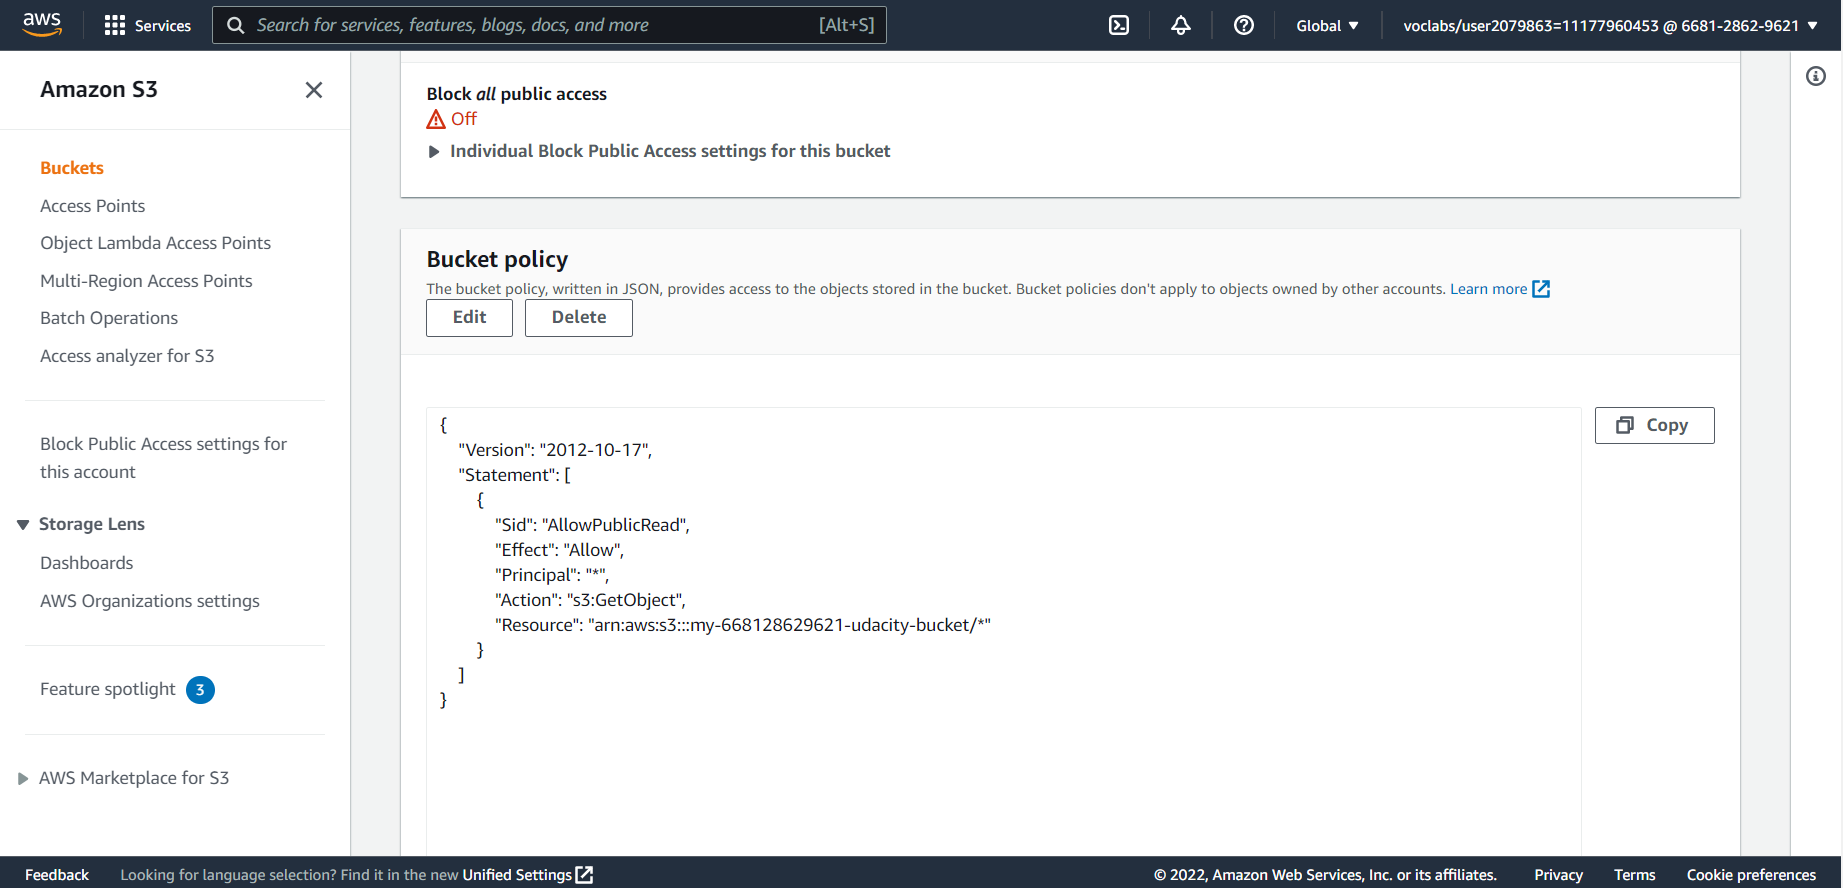 aws
Services
Search for services, features, blogs, docs, and more
[Alt+S]
Global
voclabs/user2079863=11177960453 @ 6681-2862-9621
Amazon S3
Buckets
Access Points
Object Lambda Access Points
Multi-Region Access Points
Batch Operations
Access analyzer for S3
Block Public Access settings for
this account
Storage Lens
Dashboards
AWS Organizations settings
Feature spotlight 3
AWS Marketplace for S3
Block all public access
Off
Individual Block Public Access settings for this bucket
Bucket policy
The bucket policy, written in JSON, provides access to the objects stored in the bucket. Bucket policies don't apply to objects owned by other accounts. Learn more
Edit
Delete
Copy
{
"Version": "2012-10-17",
"Statement": [
{
"Sid": "AllowPublicRead",
"Effect": "Allow",
"Principal": "*",
"Action": "s3:GetObject",
"Resource": "arn:aws:s3:::my-668128629621-udacity-bucket/*"
}
]
}
Feedback
Looking for language selection? Find it in the new Unified Settings
© 2022, Amazon Web Services, Inc. or its affiliates.
Privacy
Terms
Cookie preferences